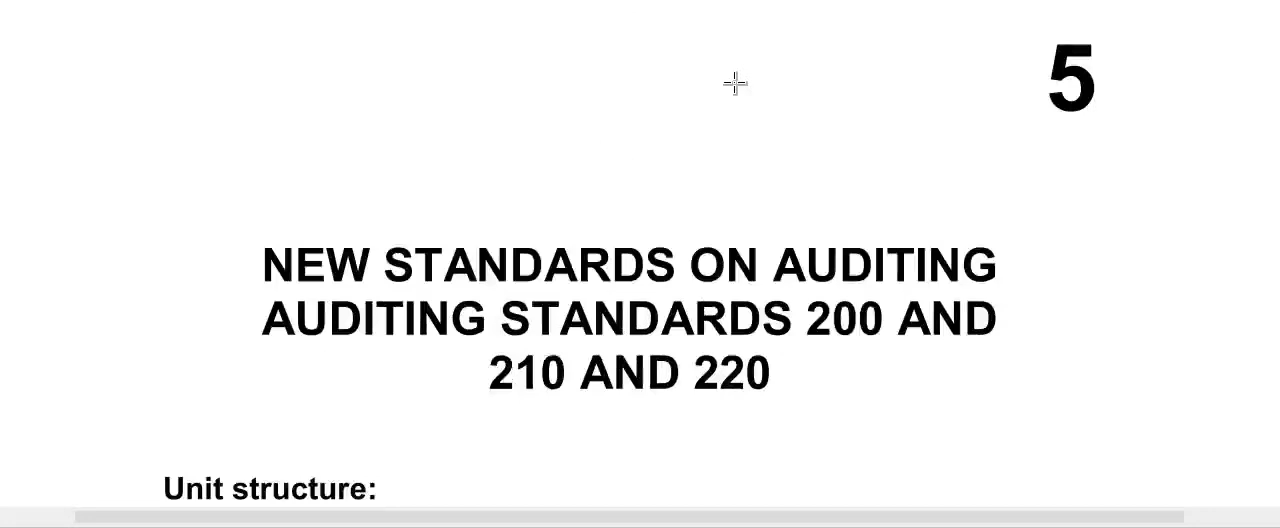 5
NEW STANDARDS ON AUDITING
AUDITING STANDARDS 200 AND
210 AND 220
Unit structure: